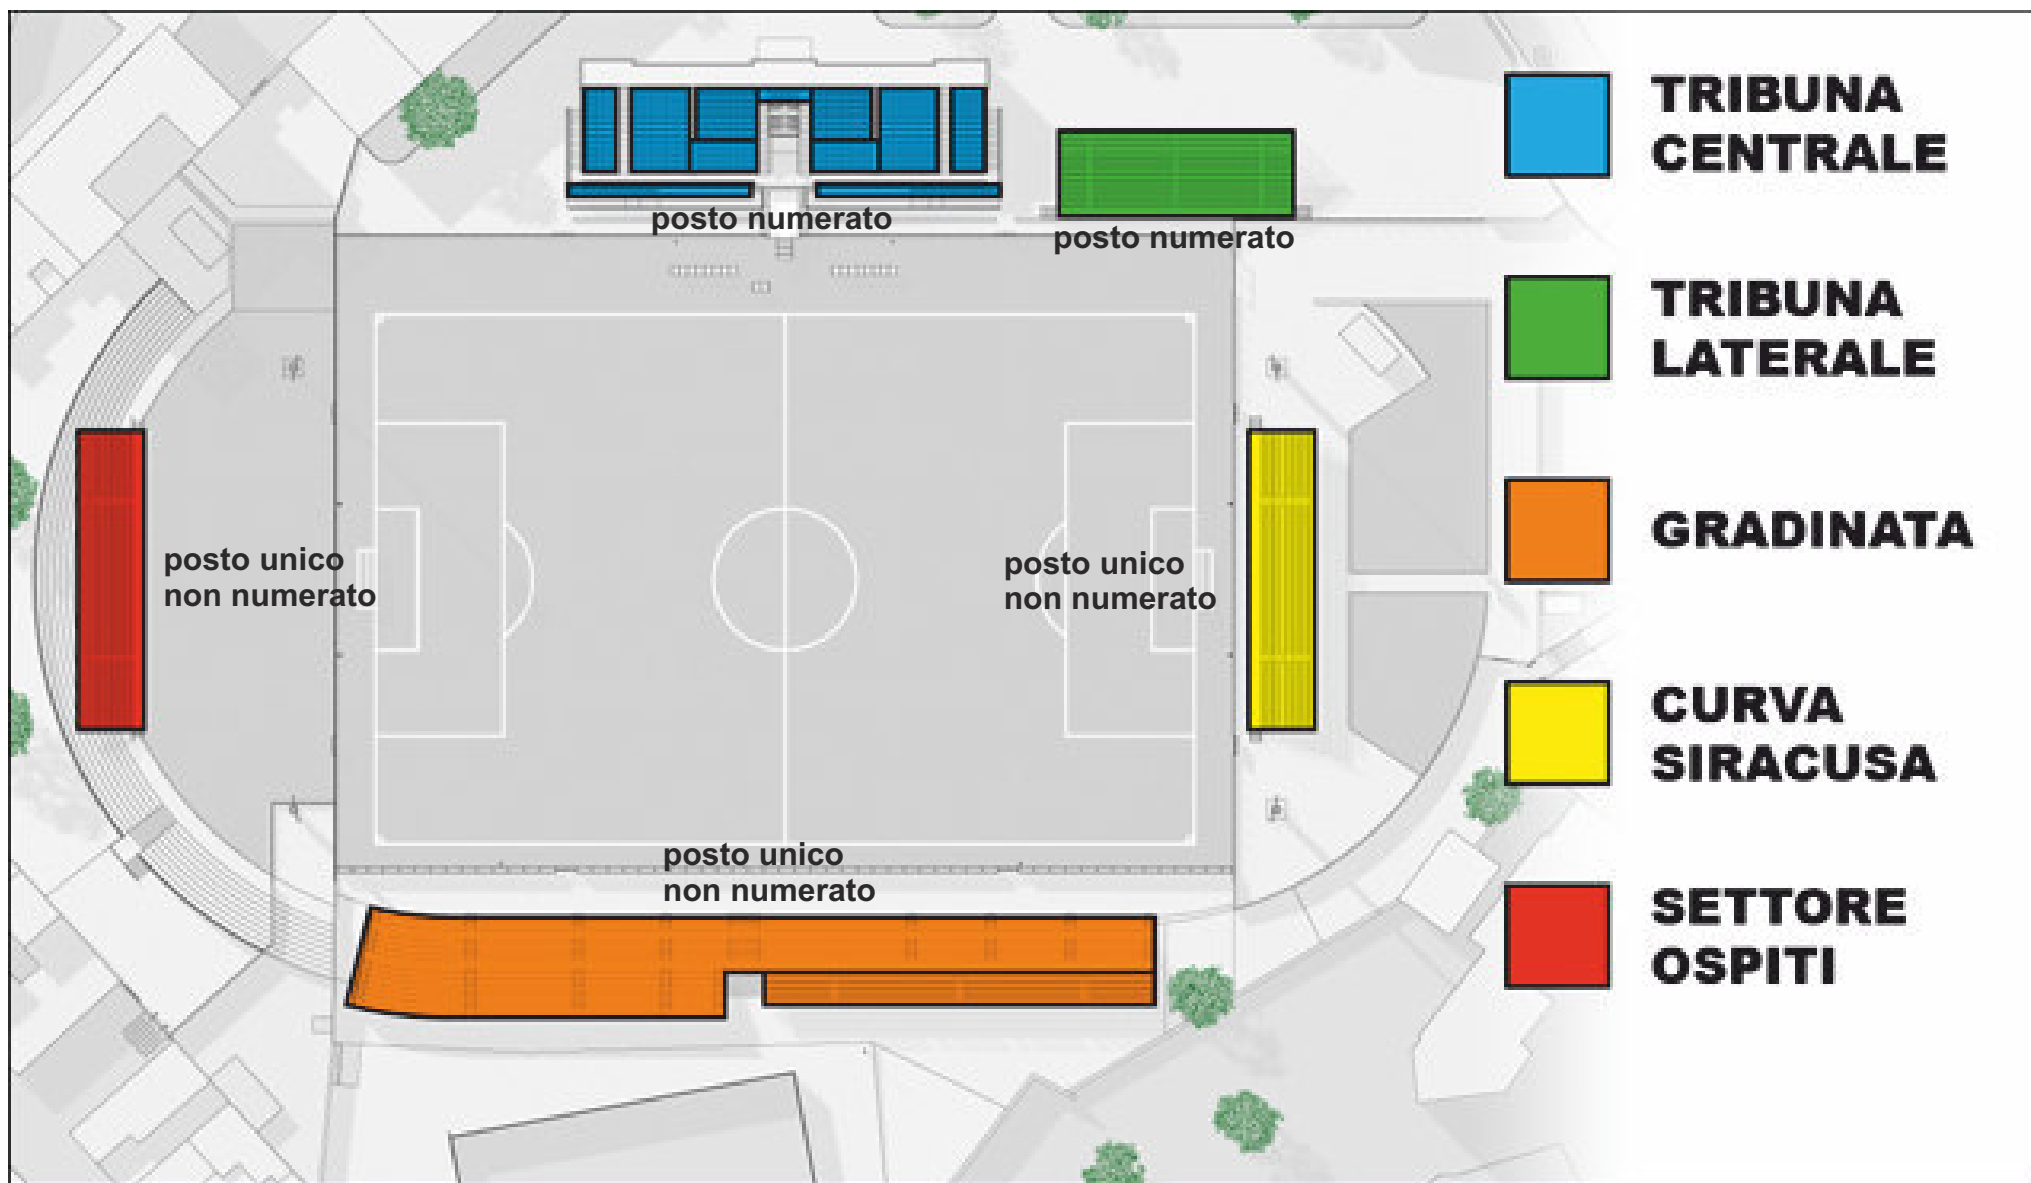 posto numerato
posto numerato
posto unico
non numerato
posto unico
non numerato
posto unico
non numerato
TRIBUNA
CENTRALE
TRIBUNA
LATERALE
GRADINATA
CURVA
SIRACUSA
SETTORE
OSPITI